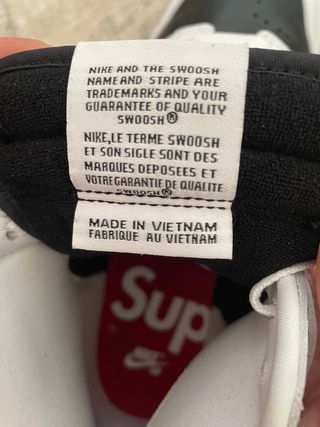 NIKE AND THE SWOOSH
NAME AND STRIPE ARE
TRADEMARKS AND YOUR
GUARANTEE OF QUALITY
SWOOSH®
NIKE,LE TERME SWOOSH
ET SON SIGLE SONT DES
MARQUES DEPOSEES ET
VOTRE GARANTIE DE QUALITE
SWOOSH®
MADE IN VIETNAM
FABRIQUE AU VIETNAM
Sup